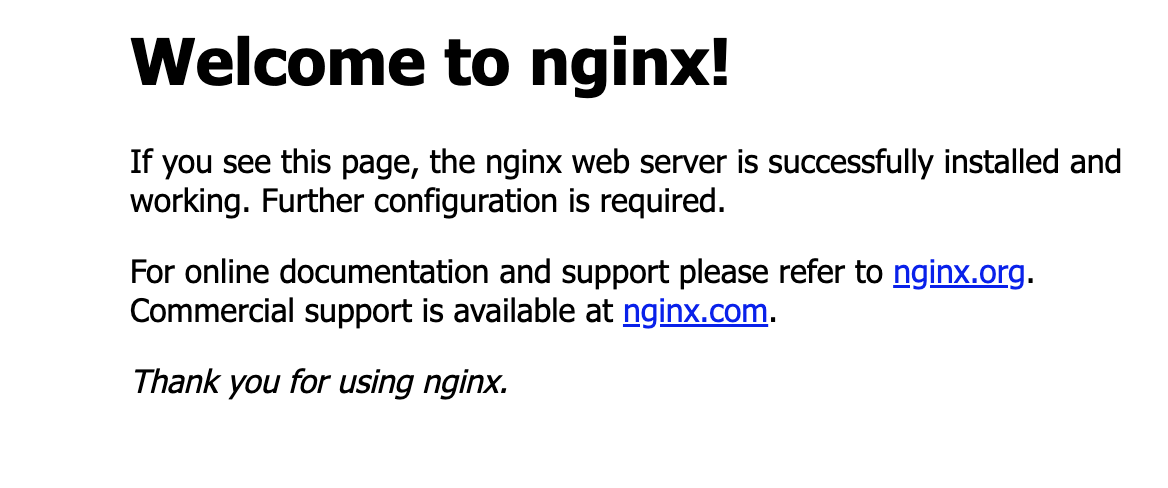 Welcome to nginx!
If you see this page, the nginx web server is successfully installed and
working. Further configuration is required.
For online documentation and support please refer to nginx.org.
Commercial support is available at nginx.com.
Thank you for using nginx.